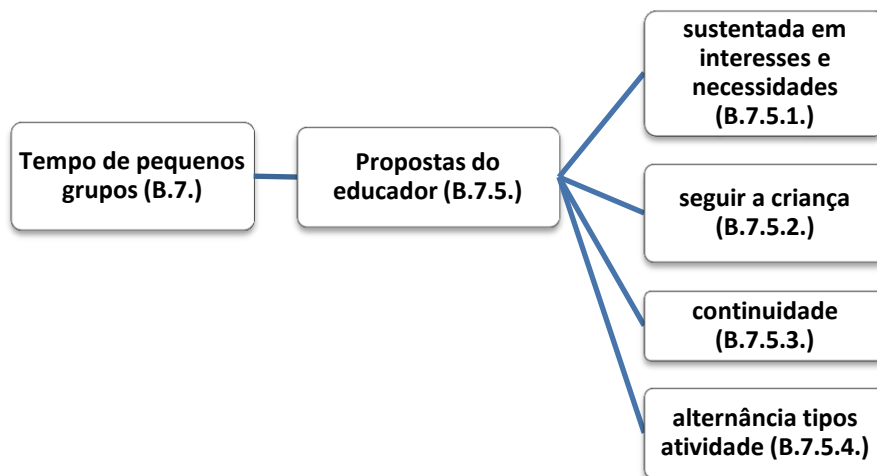 Tempo de pequenos
grupos (B.7.)
Propostas do
educador (B.7.5.)
sustentada em
interesses e
necessidades
(B.7.5.1.)
seguir a criança
(B.7.5.2.)
continuidade
(B.7.5.3.)
alternância tipos
atividade (B.7.5.4.)